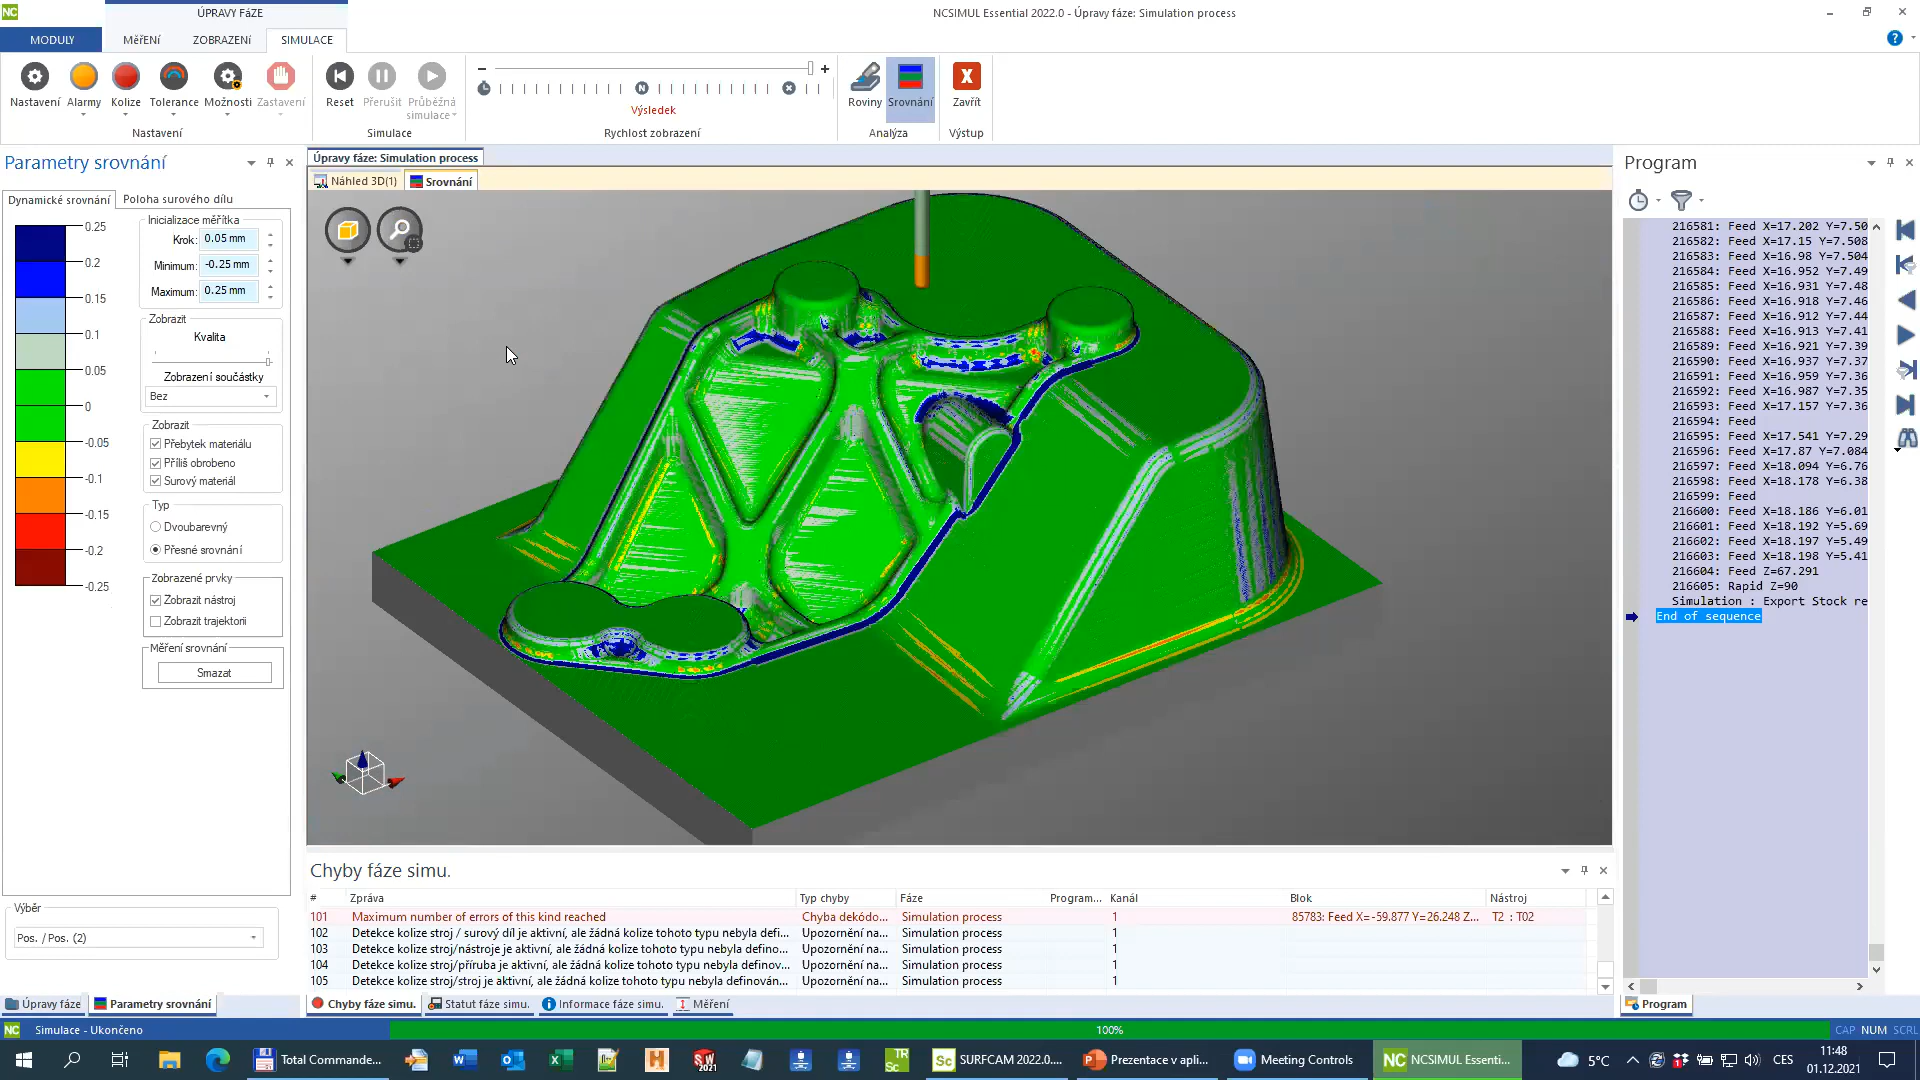 NC
ÚPRAVY FÁZE
NCSIMUL Essential 2022.0 - Úpravy fáze: Simulation process
MODULY
MĚŘENÍ
ZOBRAZENÍ
SIMULACE
Nastavení
Alarmy
Kolize
Tolerance
Možnosti
Zastavení
Reset
Přerušit
Průběžná
simulace
Výsledek
Roviny
Srovnání
Zavřít
Nastavení
Simulace
Rychlost zobrazení
Analýza
Výstup
Parametry srovnání
Dynamické srovnání
Poloha surového dílu
0.25
0.2
0.15
0.1
0.05
0
-0.05
-0.1
-0.15
-0.2
-0.25
Inicializace měřítka
Krok: 0.05 mm
Minimum: -0.25 mm
Maximum: 0.25 mm
Zobrazit
Kvalita
Zobrazení součástky
Bez
Zobrazit
Přebytek materiálu
Příliš obrobeno
Surový materiál
Typ
Dvoubarevný
Přesné srovnání
Zobrazené prvky
Zobrazit nástroj
Zobrazit trajektorii
Měření srovnání
Smazat
Výběr
Pos. / Pos. (2)
Úpravy fáze
Parametry srovnání
Úpravy fáze: Simulation process
Náhled 3D(1)
Srovnání
Chyby fáze simu.
# Zpráva Typ chyby Fáze Program... Kanál Blok Nástroj
101 Maximum number of errors of this kind reached Chyba dekódo... Simulation process 1 85783: Feed X=-59.877 Y=26.248 Z... T2 : T02
102 Detekce kolize stroj / surový díl je aktivní, ale žádná kolize tohoto typu nebyla defi... Upozornění na... Simulation process 1
103 Detekce kolize stroj/nástroje je aktivní, ale žádná kolize tohoto typu nebyla defino... Upozornění na... Simulation process 1
104 Detekce kolize stroj/příruba je aktivní, ale žádná kolize tohoto typu nebyla definov... Upozornění na... Simulation process 1
105 Detekce kolize stroj/stroj je aktivní, ale žádná kolize tohoto typu nebyla definován... Upozornění na... Simulation process 1
Chyby fáze simu.
Statut fáze simu.
Informace fáze simu.
Měření
Program
216581: Feed X=17.202 Y=7.50
216582: Feed X=17.15 Y=7.508
216583: Feed X=16.98 Y=7.504
216584: Feed X=16.952 Y=7.49
216585: Feed X=16.931 Y=7.48
216586: Feed X=16.918 Y=7.46
216587: Feed X=16.912 Y=7.44
216588: Feed X=16.913 Y=7.41
216589: Feed X=16.921 Y=7.39
216590: Feed X=16.937 Y=7.37
216591: Feed X=16.959 Y=7.36
216592: Feed X=16.987 Y=7.35
216593: Feed X=17.157 Y=7.36
216594: Feed
216595: Feed X=17.541 Y=7.29
216596: Feed X=17.87 Y=7.084
216597: Feed X=18.094 Y=6.76
216598: Feed X=18.178 Y=6.38
216599: Feed
216600: Feed X=18.186 Y=6.01
216601: Feed X=18.192 Y=5.69
216602: Feed X=18.197 Y=5.49
216603: Feed X=18.198 Y=5.41
216604: Feed Z=67.291
216605: Rapid Z=90
Simulation : Export Stock re
End of sequence
Program
NC Simulace - Ukončeno
100%
CAP NUM SCRL
Total Commande...
SURFCAM 2022.0....
Prezentace v apli...
Meeting Controls
NCSIMUL Essenti...
5°C
CES
11:48
01.12.2021